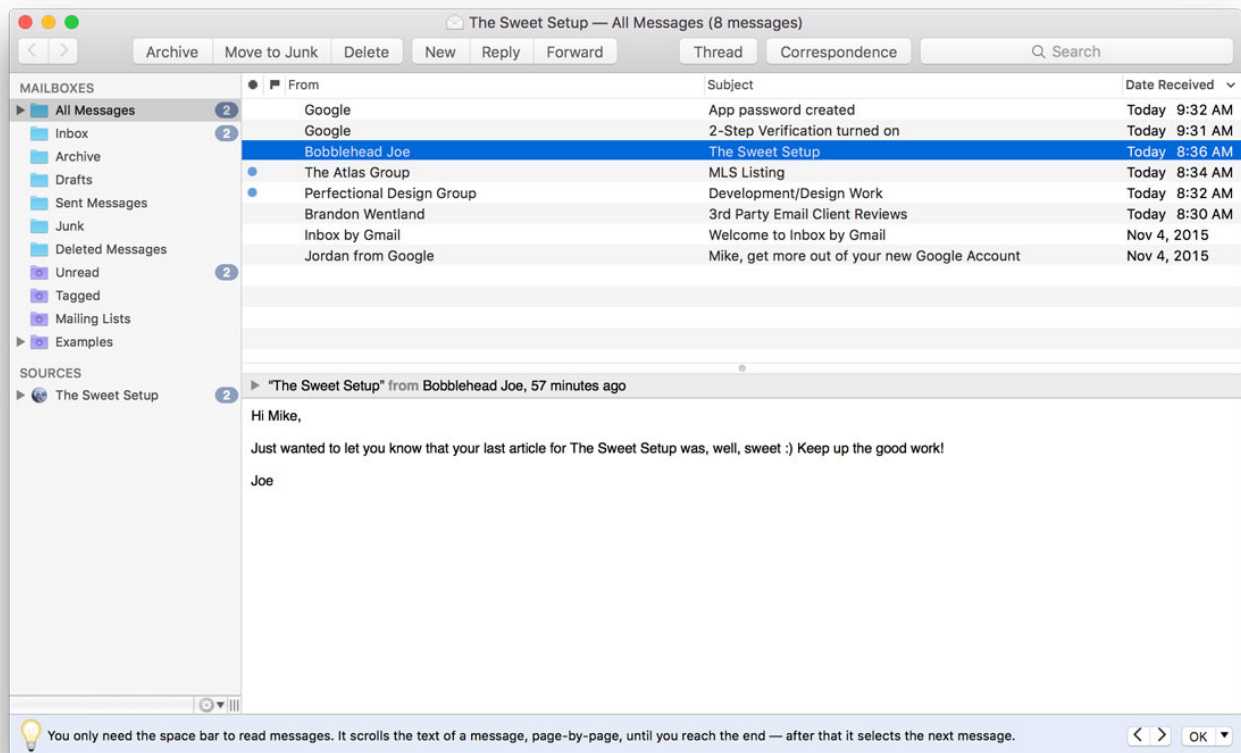 The Sweet Setup — All Messages (8 messages)
Archive Move to Junk Delete New Reply Forward Thread Correspondence Search
MAILBOXES
All Messages 2
Inbox 2
Archive
Drafts
Sent Messages
Junk
Deleted Messages
Unread 2
Tagged
Mailing Lists
Examples
SOURCES
The Sweet Setup 2
From Subject Date Received
Google App password created Today 9:32 AM
Google 2-Step Verification turned on Today 9:31 AM
Bobblehead Joe The Sweet Setup Today 8:36 AM
The Atlas Group MLS Listing Today 8:34 AM
Perfectional Design Group Development/Design Work Today 8:32 AM
Brandon Wentland 3rd Party Email Client Reviews Today 8:30 AM
Inbox by Gmail Welcome to Inbox by Gmail Nov 4, 2015
Jordan from Google Mike, get more out of your new Google Account Nov 4, 2015
“The Sweet Setup” from Bobblehead Joe, 57 minutes ago
Hi Mike,
Just wanted to let you know that your last article for The Sweet Setup was, well, sweet :) Keep up the good work!
Joe
You only need the space bar to read messages. It scrolls the text of a message, page-by-page, until you reach the end — after that it selects the next message.
OK